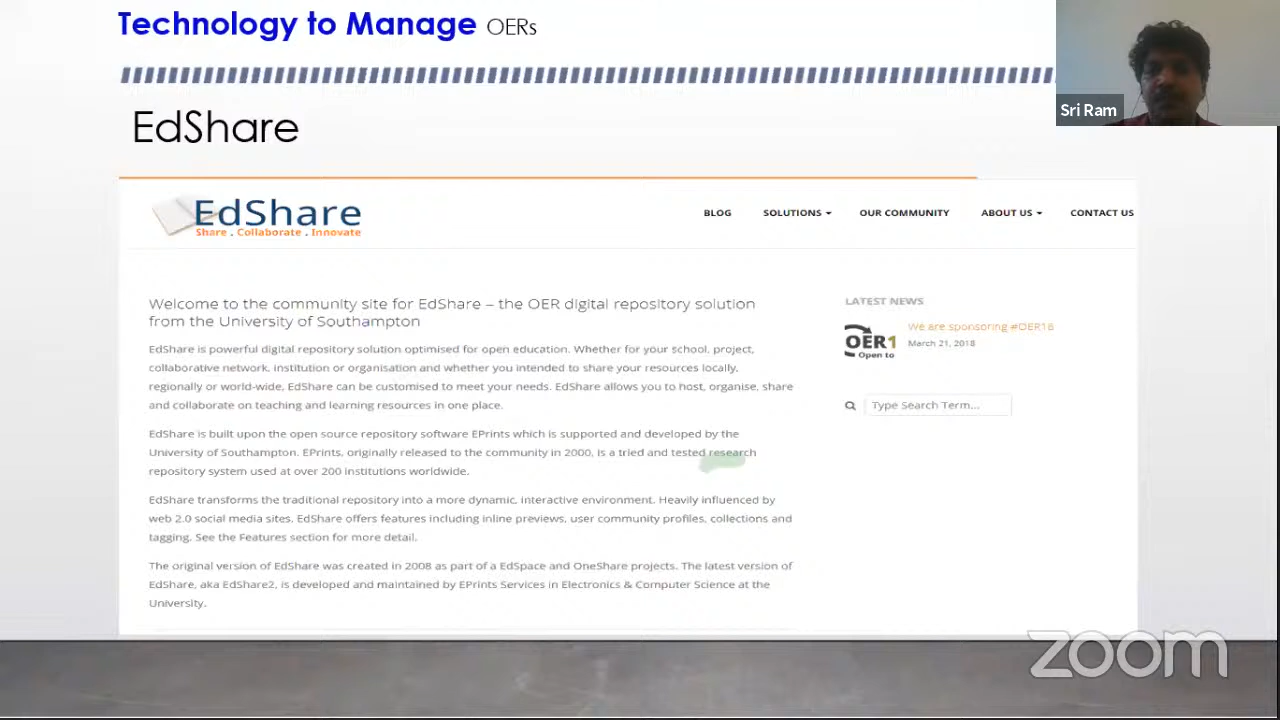 Technology to Manage OERs
Sri Ram
EdShare
EdShare
Share . Collaborate . Innovate
BLOG SOLUTIONS OUR COMMUNITY ABOUT US CONTACT US
Welcome to the community site for EdShare – the OER digital repository solution
from the University of Southampton
EdShare is powerful digital repository solution optimised for open education. Whether for your school, project,
collaborative network, institution or organisation and whether you intended to share your resources locally,
regionally or world-wide, EdShare can be customised to meet your needs. EdShare allows you to host, organise, share
and collaborate on teaching and learning resources in one place.
EdShare is built upon the open source repository software EPrints which is supported and developed by the
University of Southampton. EPrints, originally released to the community in 2000, is a tried and tested research
repository system used at over 200 institutions worldwide.
EdShare transforms the traditional repository into a more dynamic, interactive environment. Heavily influenced by
web 2.0 social media sites. EdShare offers features including inline previews, user community profiles, collections and
tagging. See the Features section for more detail.
The original version of EdShare was created in 2008 as part of a EdSpace and OneShare projects. The latest version of
EdShare, aka EdShare2, is developed and maintained by EPrints Services in Electronics & Computer Science at the
University.
LATEST NEWS
We are sponsoring #OER18
OER1
Open to
March 21, 2018
Type Search Term...
zoom